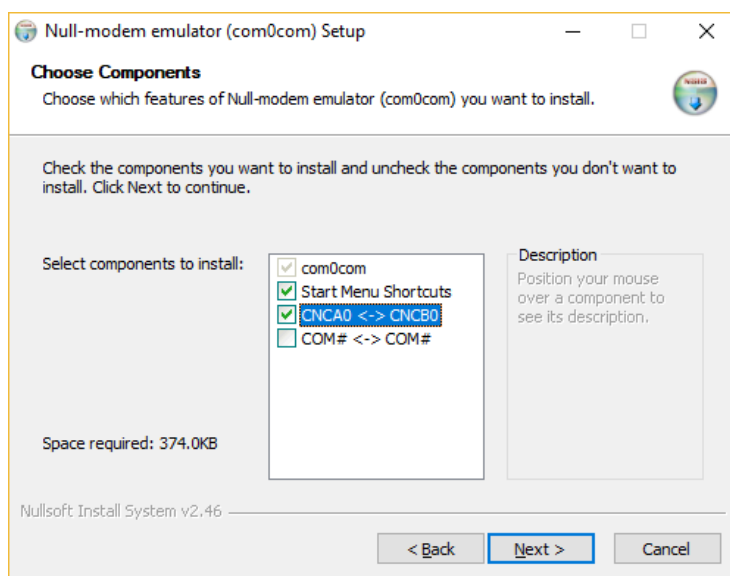 Null-modem emulator (com0com) Setup
Choose Components
Choose which features of Null-modem emulator (com0com) you want to install.
Check the components you want to install and uncheck the components you don't want to
install. Click Next to continue.
Select components to install:
com0com
Start Menu Shortcuts
CNCA0 <-> CNCB0
COM# <-> COM#
Description
Position your mouse
over a component to
see its description.
Space required: 374.0KB
Nullsoft Install System v2.46
< Back
Next >
Cancel